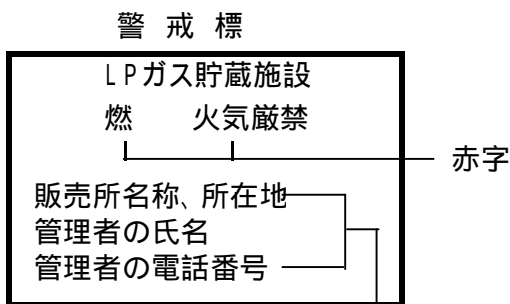 警戒標
LPガス貯蔵施設
燃 火気厳禁
赤字
販売所名称、所在地
管理者の氏名
管理者の電話番号